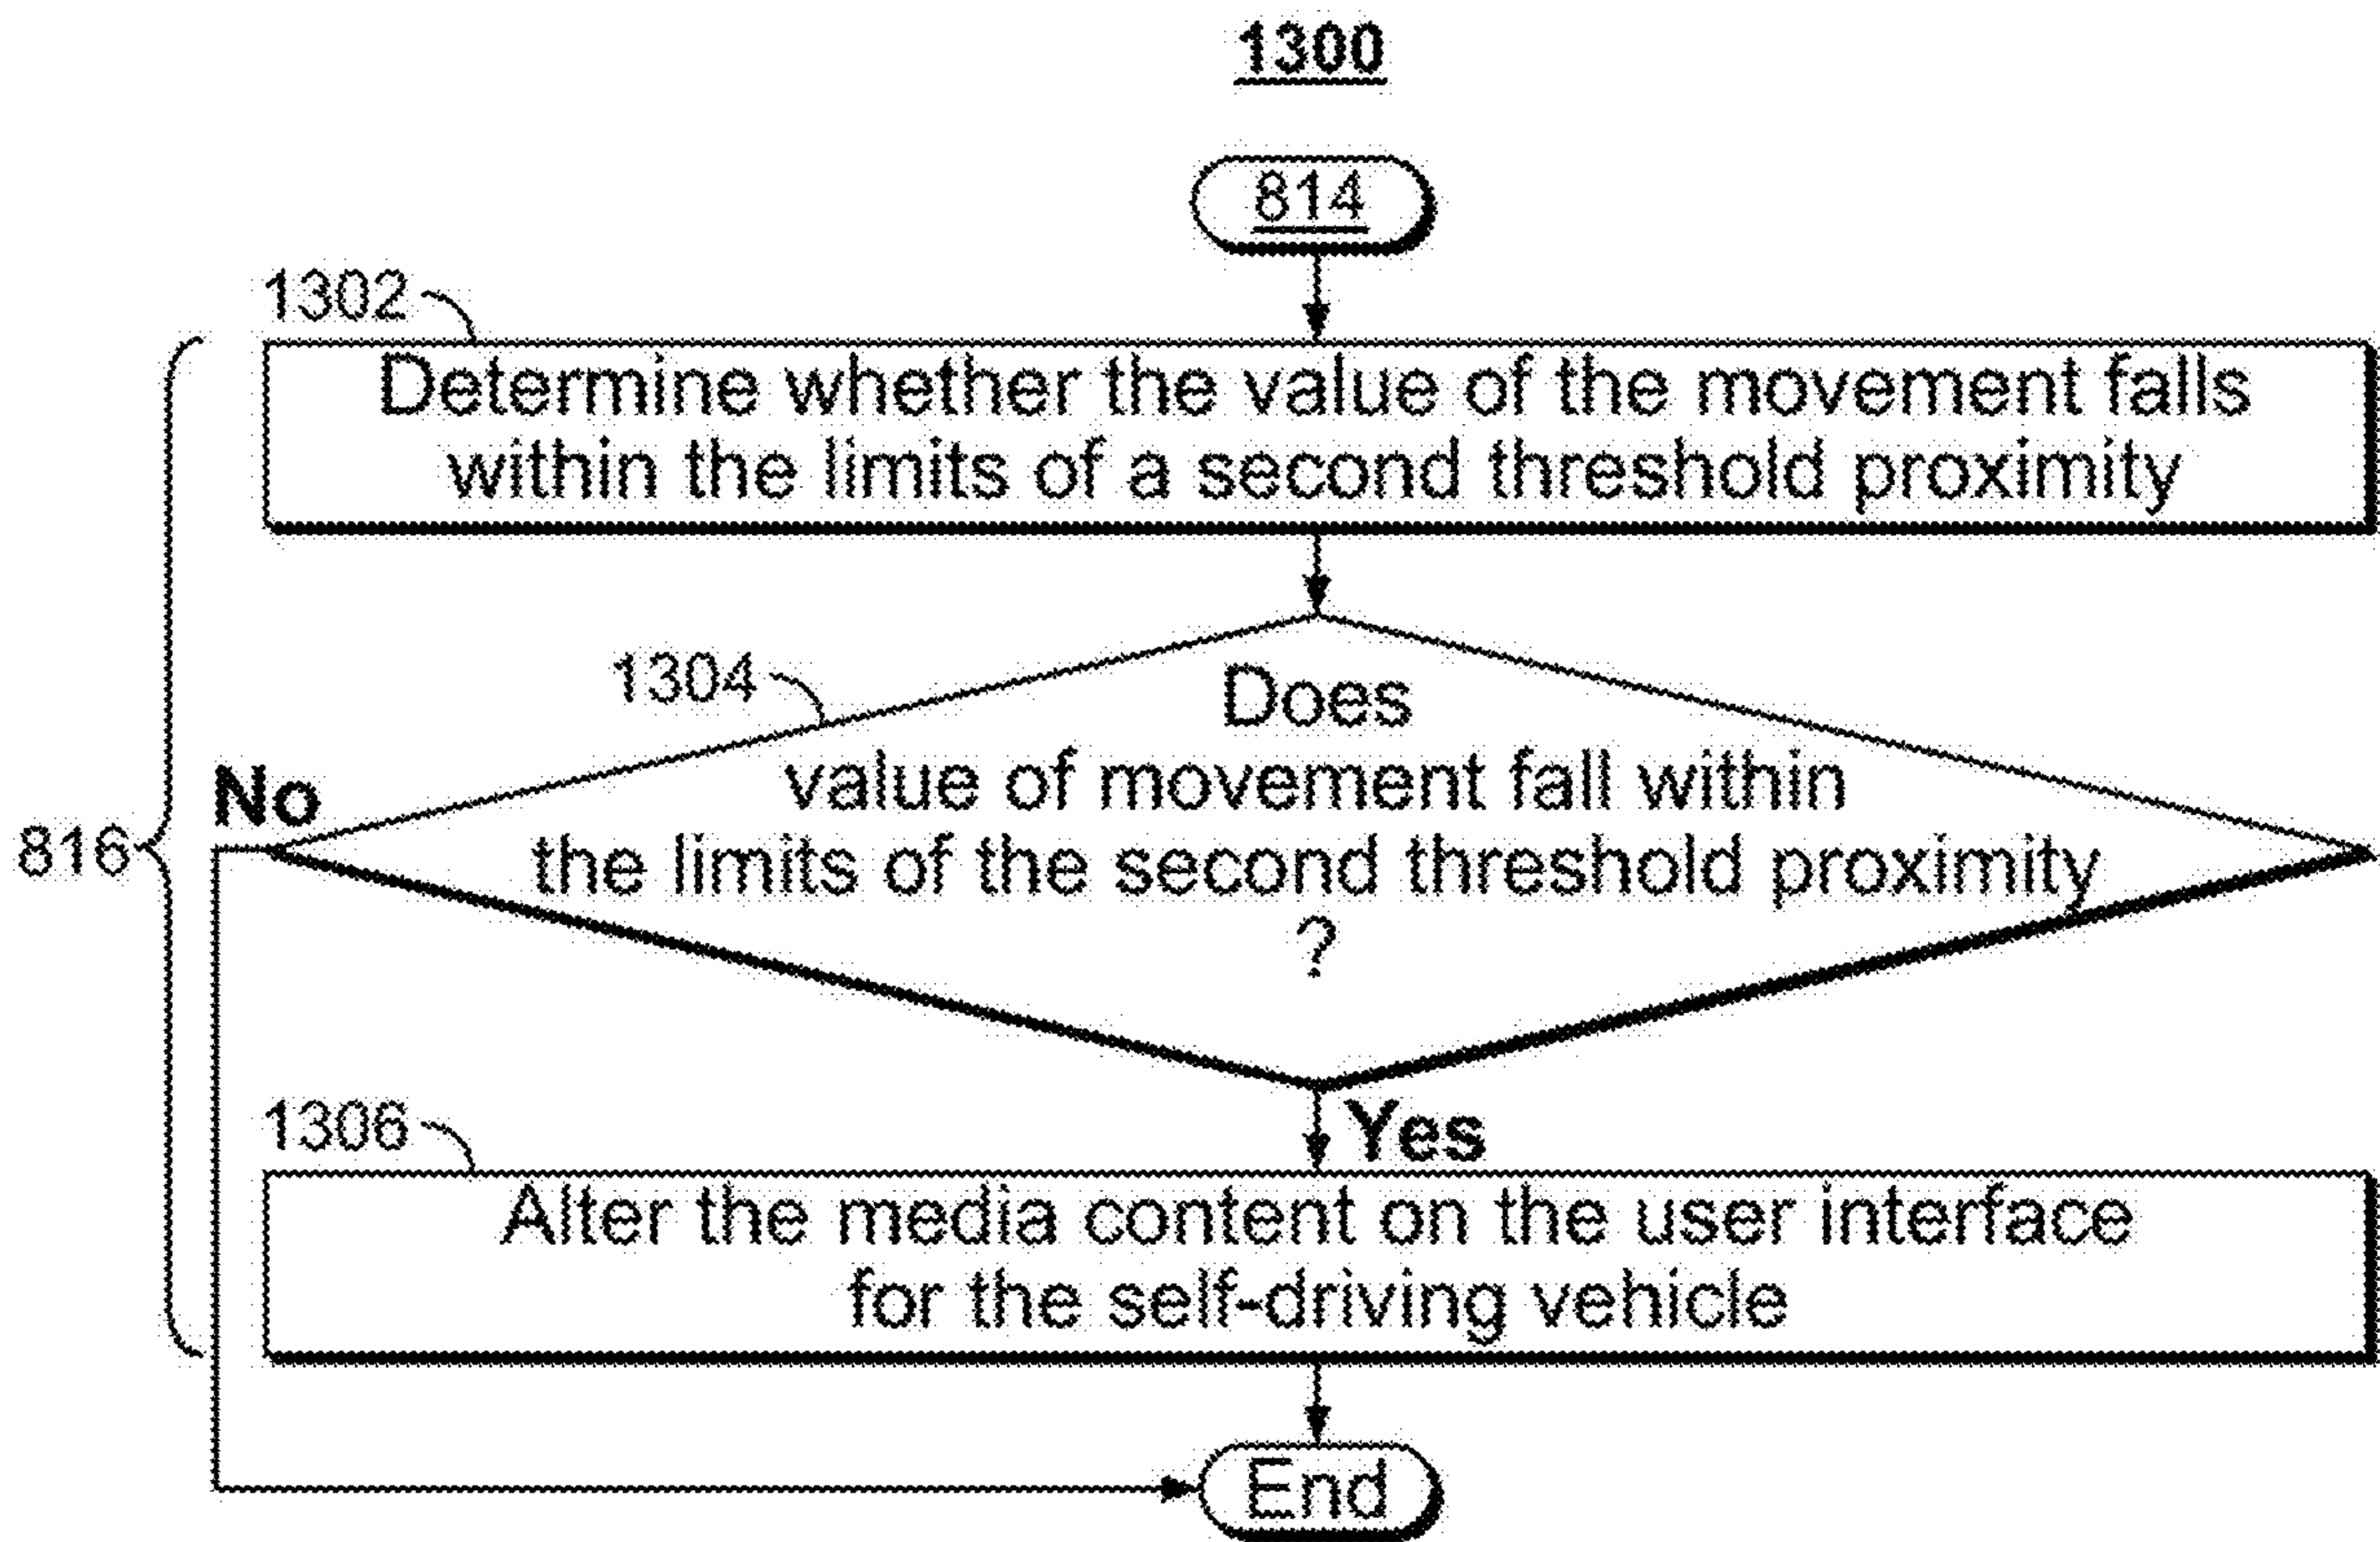 1300
814
1302
Determine whether the value of the movement falls
within the limits of a second threshold proximity
1304
Does
value of movement fall within
the limits of the second threshold proximity
?
No
816
Yes
1306
Alter the media content on the user interface
for the self-driving vehicle
End